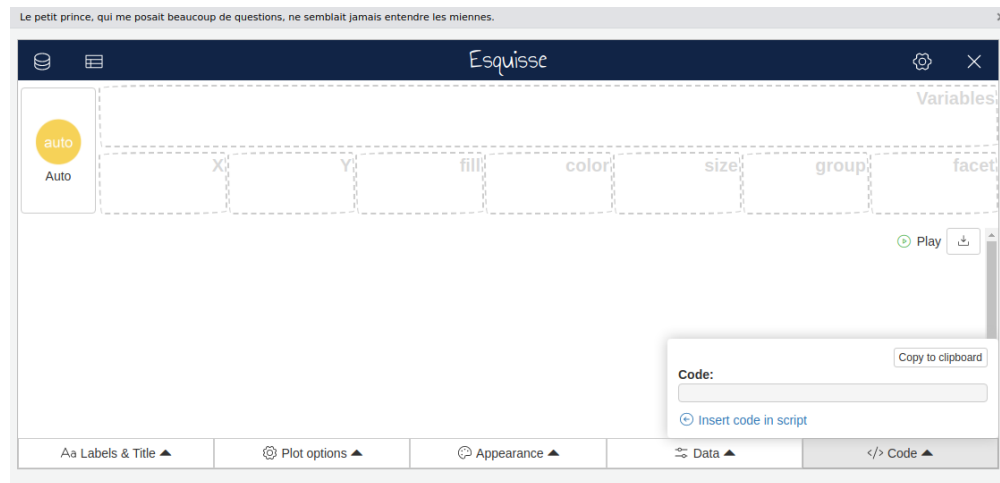 Le petit prince, qui me posait beaucoup de questions, ne semblait jamais entendre les miennes.
Esquisse
Variables
auto
Auto
X Y fill color size group facet
Play
Copy to clipboard
Code:
Insert code in script
Aa Labels & Title Plot options Appearance Data </> Code